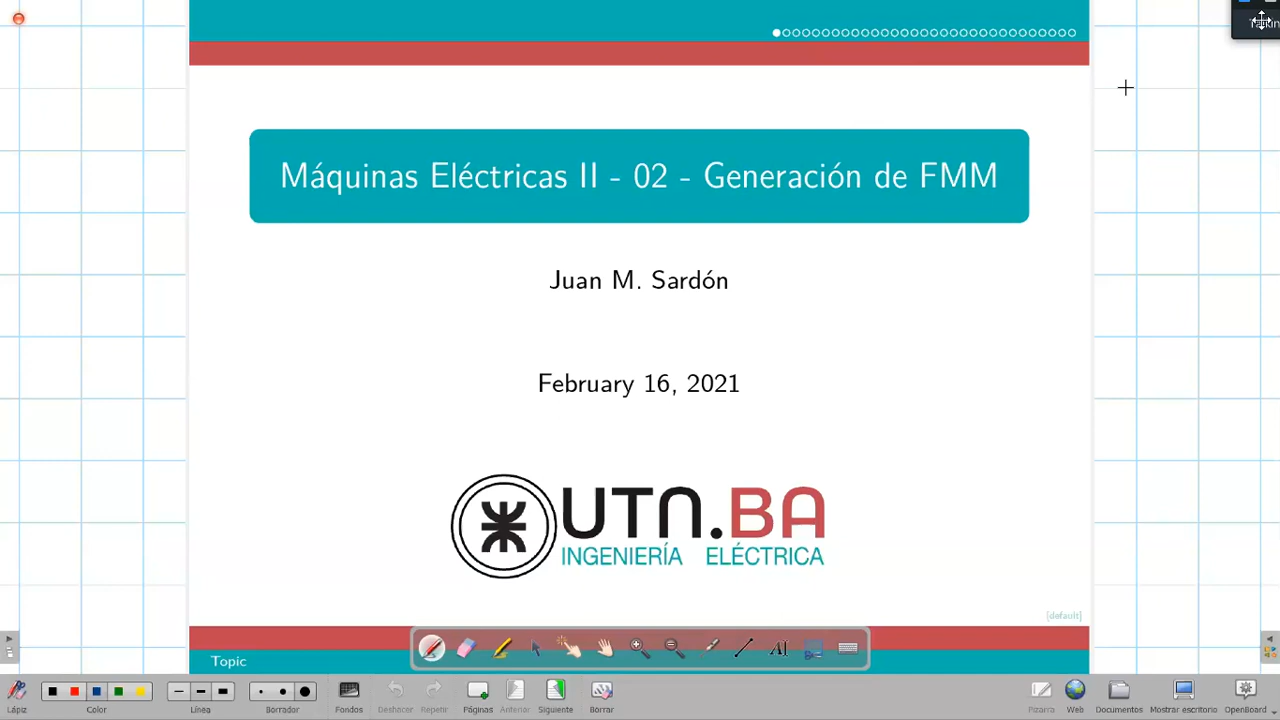 Máquinas Eléctricas II - 02 - Generación de FMM
Juan M. Sardón
February 16, 2021
UTN.BA
INGENIERÍA ELÉCTRICA
[default]
Topic
Lápiz
Color
Línea
Borrador
Fondos
Deshacer
Repetir
Páginas
Anterior
Siguiente
Borrar
Pizarra
Web
Documentos
Mostrar escritorio
OpenBoard